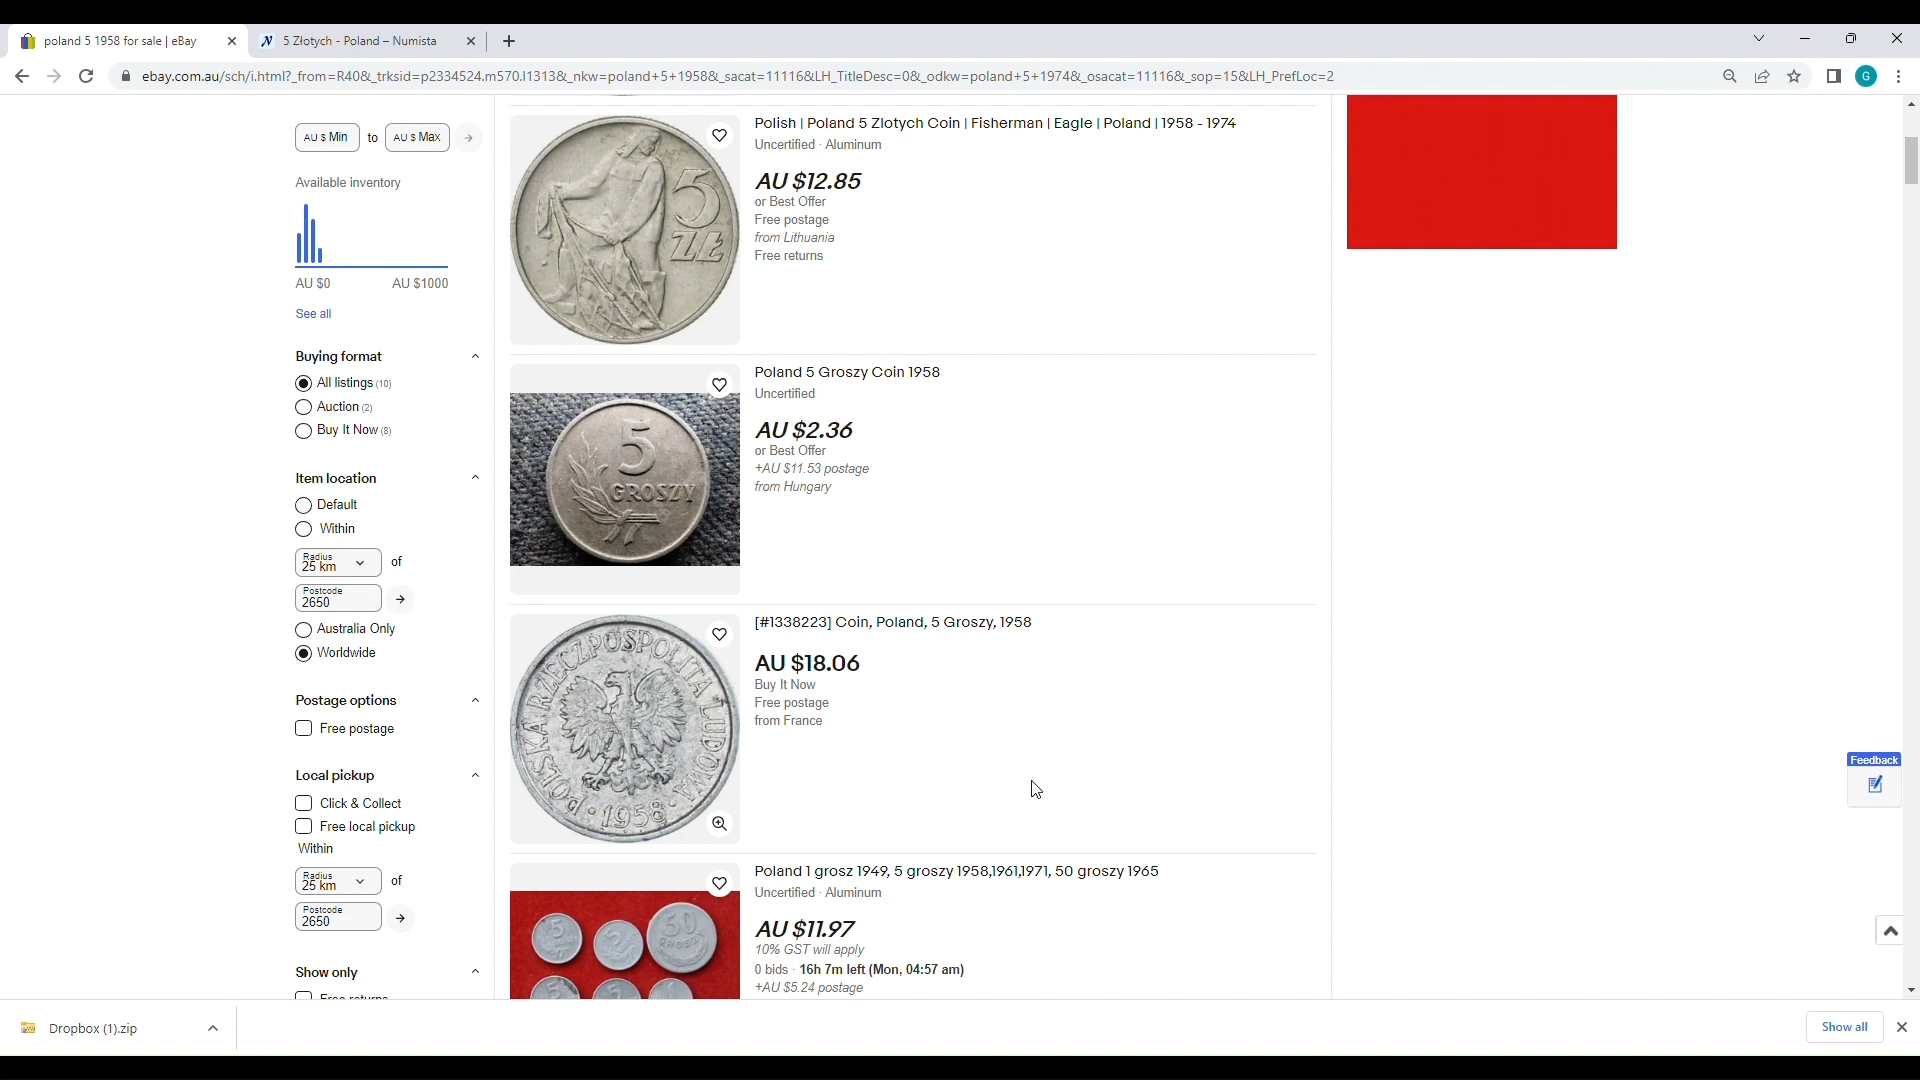 poland 5 1958 for sale | eBay
5 Złotych - Poland – Numista
ebay.com.au/sch/i.html?_from=R40&_trksid=p2334524.m570.l1313&_nkw=poland+5+1958&_sacat=11116&LH_TitleDesc=0&_odkw=poland+5+1974&_osacat=11116&_sop=15&LH_PrefLoc=2
G
AU $ Min to AU $ Max
Available inventory
AU $0 AU $1000
See all
Buying format
All listings (10)
Auction (2)
Buy It Now (8)
Item location
Default
Within
Radius
25 km
of
Postcode
2650
Australia Only
Worldwide
Postage options
Free postage
Local pickup
Click & Collect
Free local pickup
Within
Radius
25 km
of
Postcode
2650
Show only
Free returns
5
ZŁ
Polish | Poland 5 Zlotych Coin | Fisherman | Eagle | Poland | 1958 - 1974
Uncertified · Aluminum
AU $12.85
or Best Offer
Free postage
from Lithuania
Free returns
5
GROSZY
Poland 5 Groszy Coin 1958
Uncertified
AU $2.36
or Best Offer
+AU $11.53 postage
from Hungary
POLSKA RZECZPOSPOLITA LUDOWA
1958
[#1338223] Coin, Poland, 5 Groszy, 1958
AU $18.06
Buy It Now
Free postage
from France
5
50
GROSZY
Poland 1 grosz 1949, 5 groszy 1958,1961,1971, 50 groszy 1965
Uncertified · Aluminum
AU $11.97
10% GST will apply
0 bids · 16h 7m left (Mon, 04:57 am)
+AU $5.24 postage
Feedback
Dropbox (1).zip
Show all